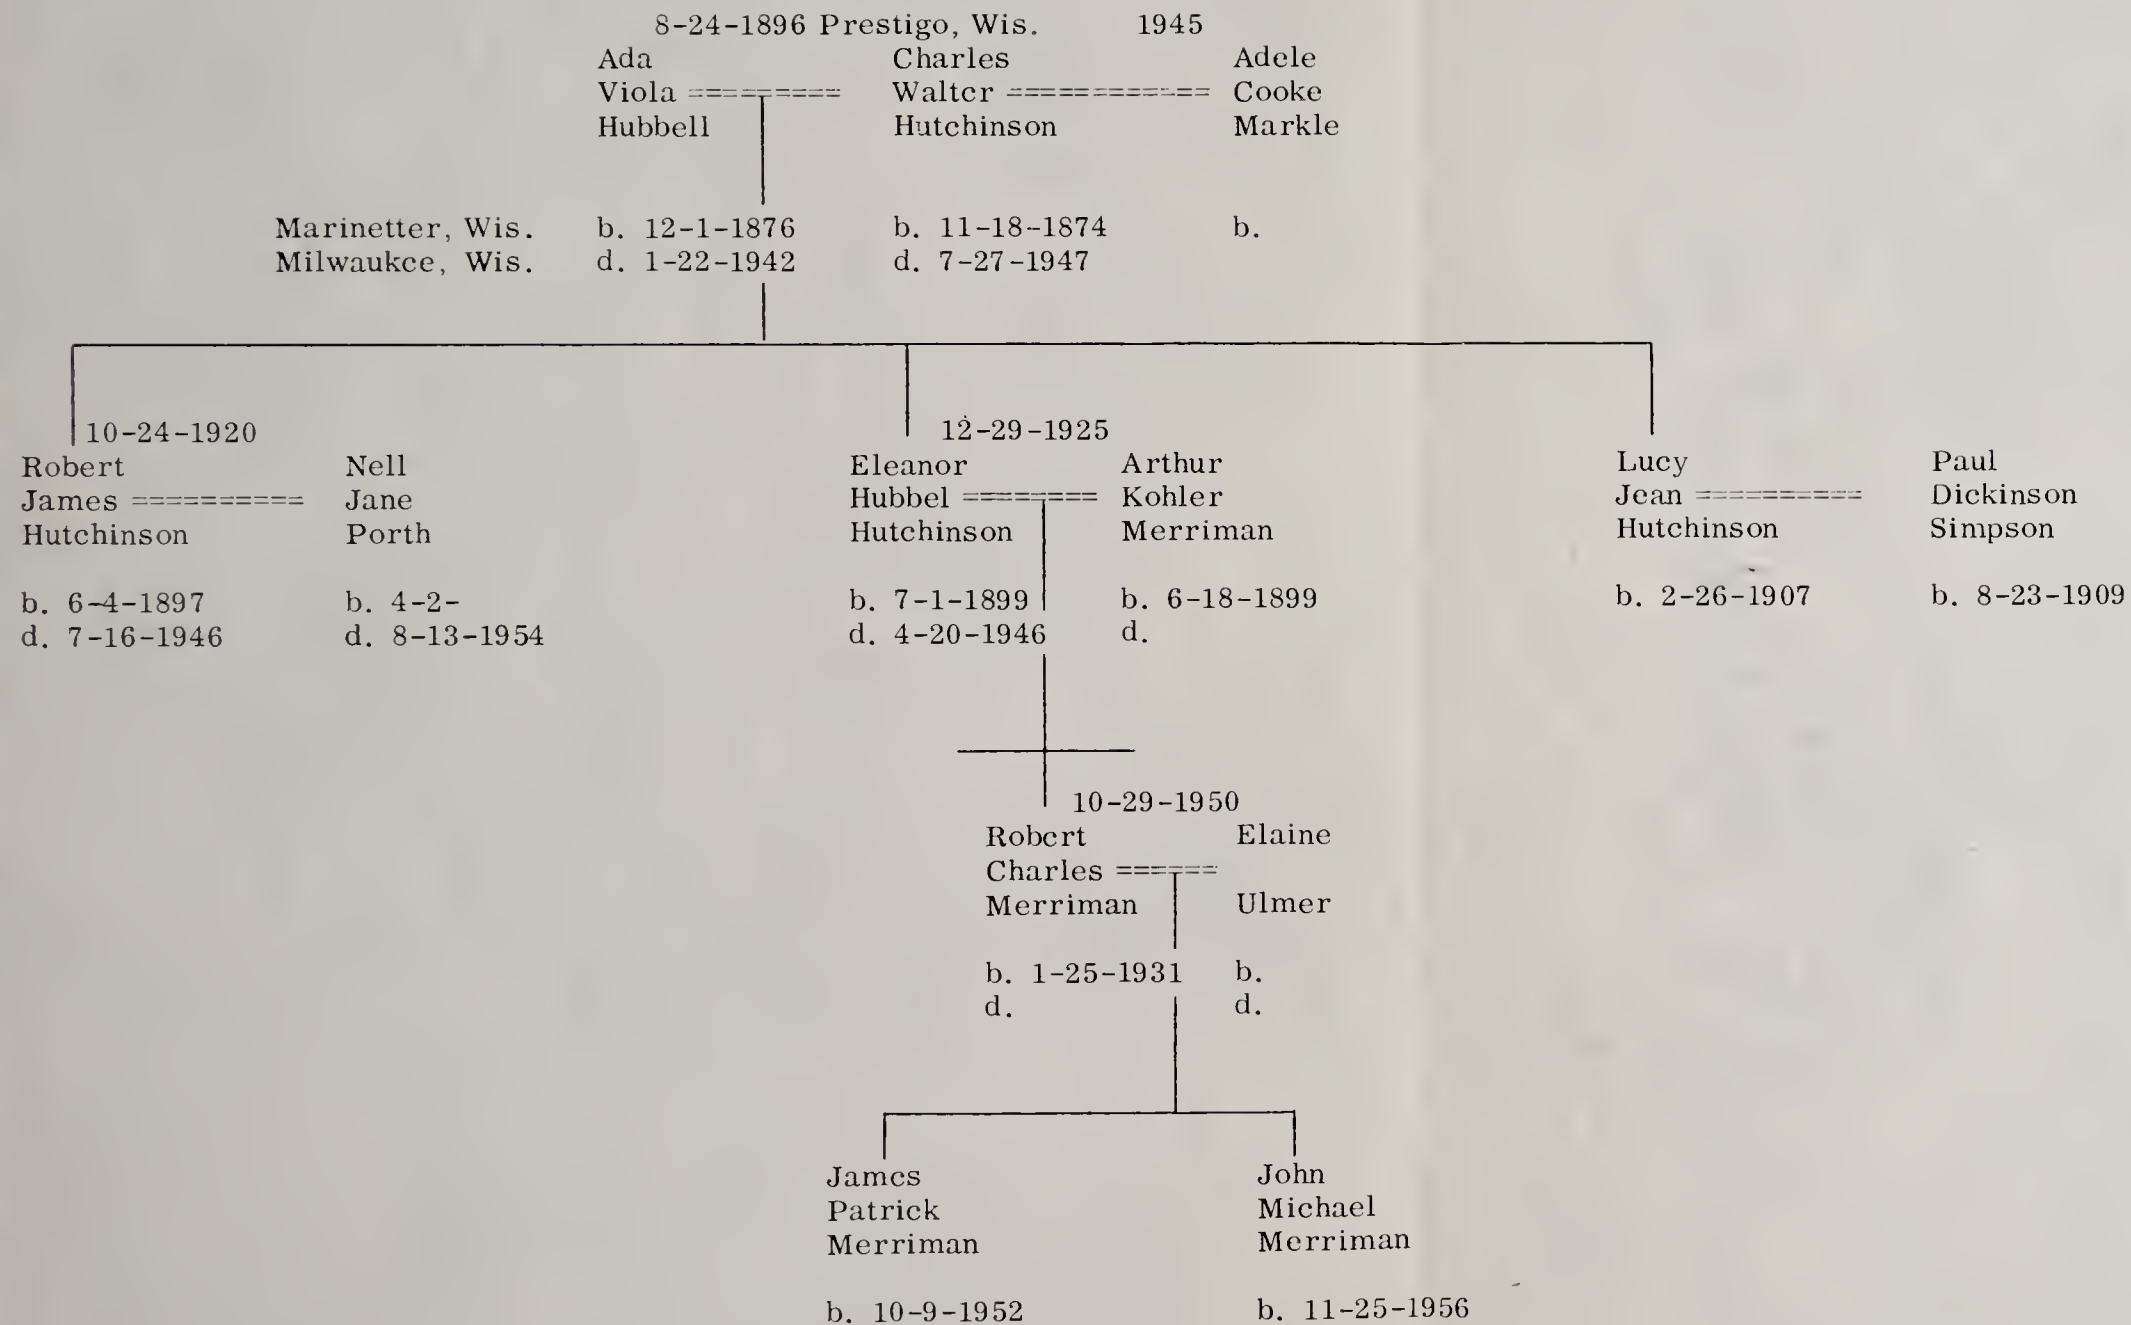 8-24-1896 Prestigo, Wis. 1945
Ada Charles Adele
Viola ========= Walter ============ Cooke
Hubbell Hutchinson Markle
Marinetter, Wis. b. 12-1-1876 b. 11-18-1874 b.
Milwaukee, Wis. d. 1-22-1942 d. 7-27-1947
10-24-1920 12-29-1925
Robert Nell Eleanor Arthur Lucy Paul
James ========== Jane Hubbel ======== Kohler Jean ========== Dickinson
Hutchinson Porth Hutchinson Merriman Hutchinson Simpson
b. 6-4-1897 b. 4-2- b. 7-1-1899 b. 6-18-1899 b. 2-26-1907 b. 8-23-1909
d. 7-16-1946 d. 8-13-1954 d. 4-20-1946 d.
10-29-1950
Robert Elaine
Charles ======
Merriman Ulmer
b. 1-25-1931 b.
d. d.
James John
Patrick Michael
Merriman Merriman
b. 10-9-1952 b. 11-25-1956